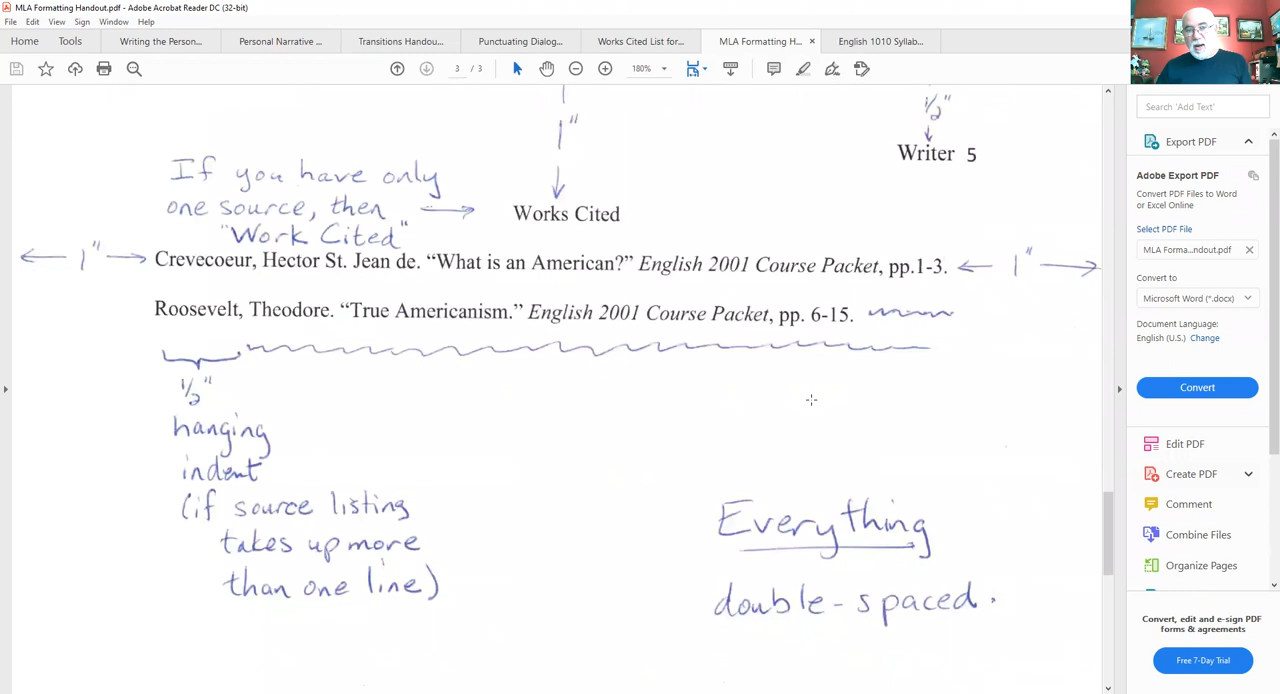 MLA Formatting Handout.pdf - Adobe Acrobat Reader DC (32-bit)
File Edit View Sign Window Help
Home Tools Writing the Person... Personal Narrative ... Transitions Handou... Punctuating Dialog... Works Cited List for... MLA Formatting H... × English 1010 Syllab...
3 / 3 180%
1/2"
1"
Writer 5
If you have only
one source, then
"Work Cited"
Works Cited
1" Crevecoeur, Hector St. Jean de. “What is an American?” English 2001 Course Packet, pp.1-3. 1"
Roosevelt, Theodore. “True Americanism.” English 2001 Course Packet, pp. 6-15.
1/2"
hanging
indent
(if source listing
takes up more
than one line)
Everything
double-spaced.
Search 'Add Text'
Export PDF
Adobe Export PDF
Convert PDF Files to Word
or Excel Online
Select PDF File
MLA Forma...ndout.pdf
Convert to
Microsoft Word (*.docx)
Document Language:
English (U.S.) Change
Convert
Edit PDF
Create PDF
Comment
Combine Files
Organize Pages
Convert, edit and e-sign PDF
forms & agreements
Free 7-Day Trial